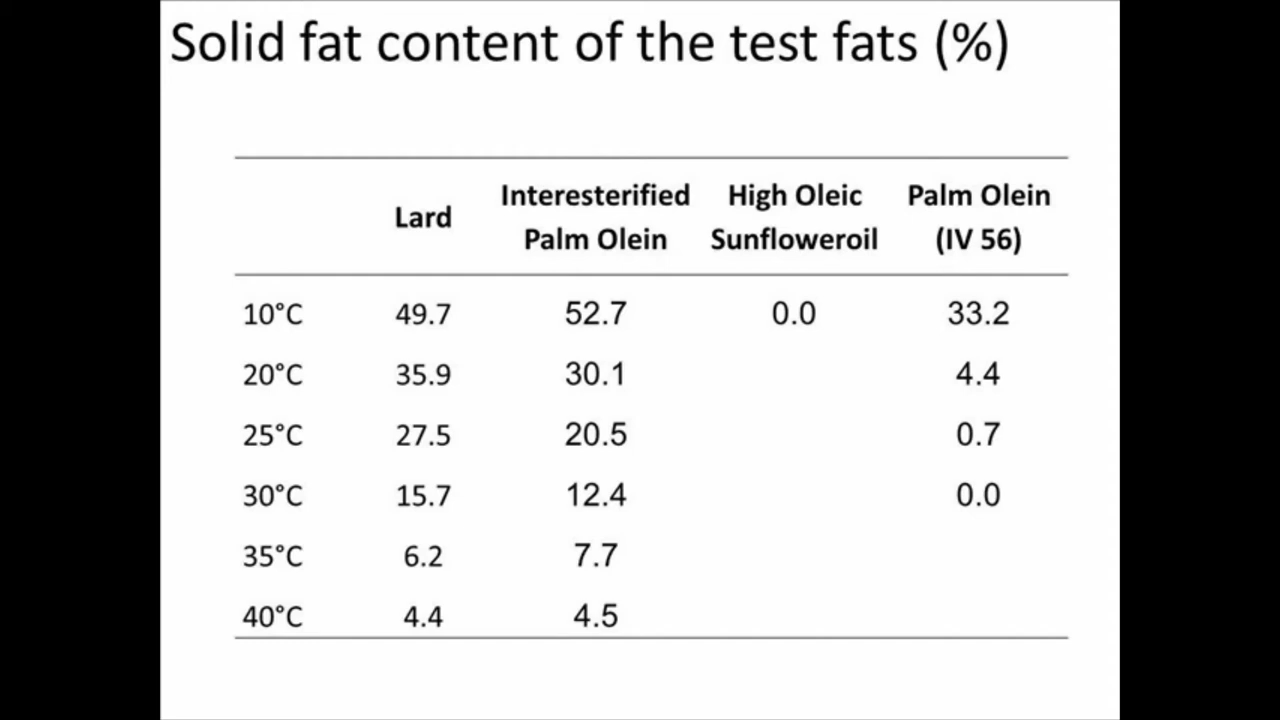 Solid fat content of the test fats (%)
Lard Interesterified Palm Olein High Oleic Sunfloweroil Palm Olein (IV 56)
10°C 49.7 52.7 0.0 33.2
20°C 35.9 30.1 4.4
25°C 27.5 20.5 0.7
30°C 15.7 12.4 0.0
35°C 6.2 7.7
40°C 4.4 4.5